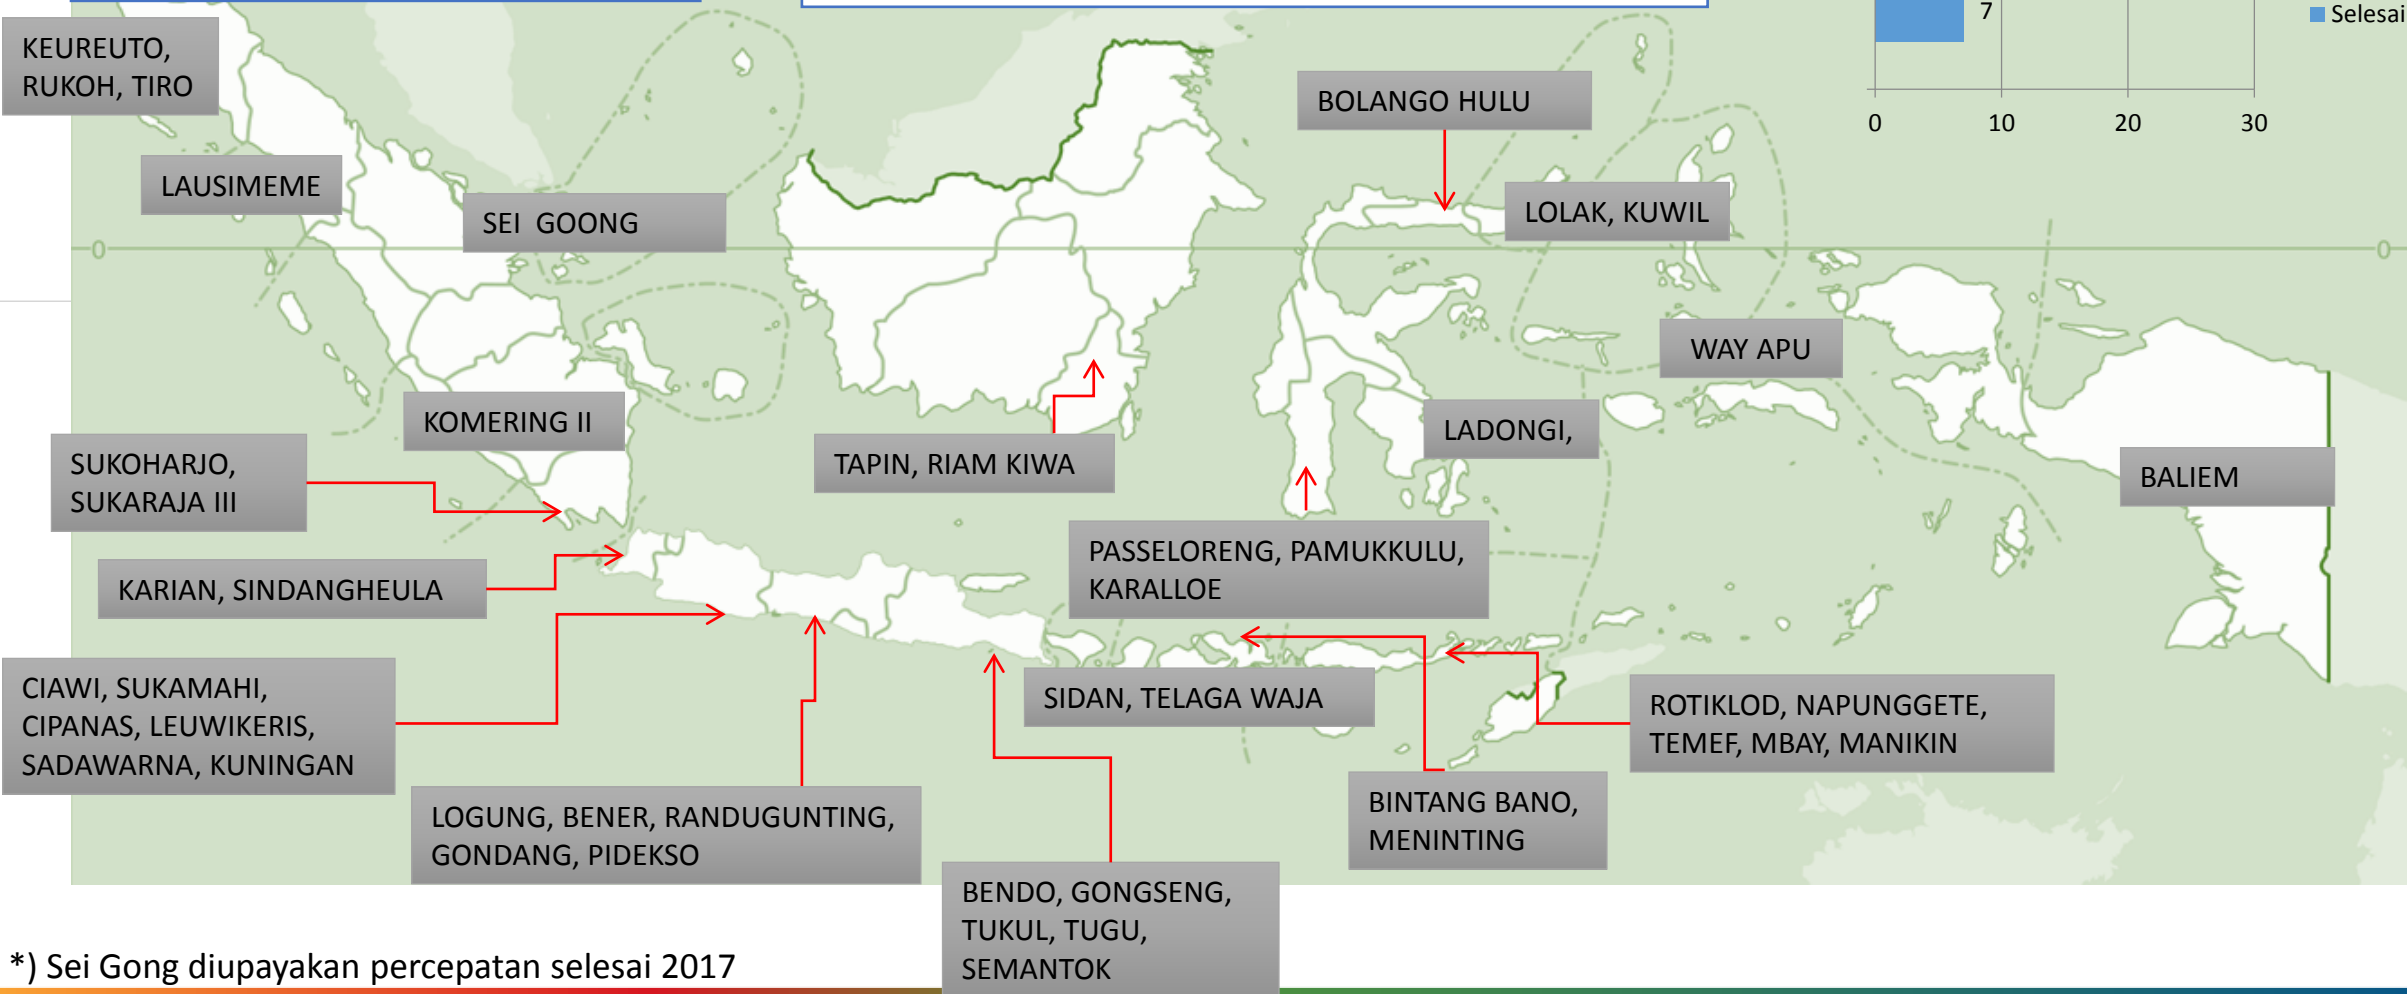 7
Selesai
0
10
20
30
KEUREUTO,
RUKOH, TIRO
BOLANGO HULU
LAUSIMEME
SEI  GOONG
LOLAK, KUWIL
0
0
WAY APU
KOMERING II
LADONGI,
SUKOHARJO,
SUKARAJA III
TAPIN, RIAM KIWA
BALIEM
PASSELORENG, PAMUKKULU,
KARALLOE
KARIAN, SINDANGHEULA
CIAWI, SUKAMAHI,
CIPANAS, LEUWIKERIS,
SADAWARNA, KUNINGAN
SIDAN, TELAGA WAJA
ROTIKLOD, NAPUNGGETE,
TEMEF, MBAY, MANIKIN
LOGUNG, BENER, RANDUGUNTING,
GONDANG, PIDEKSO
BINTANG BANO,
MENINTING
BENDO, GONGSENG,
TUKUL, TUGU,
SEMANTOK
*) Sei Gong diupayakan percepatan selesai 2017